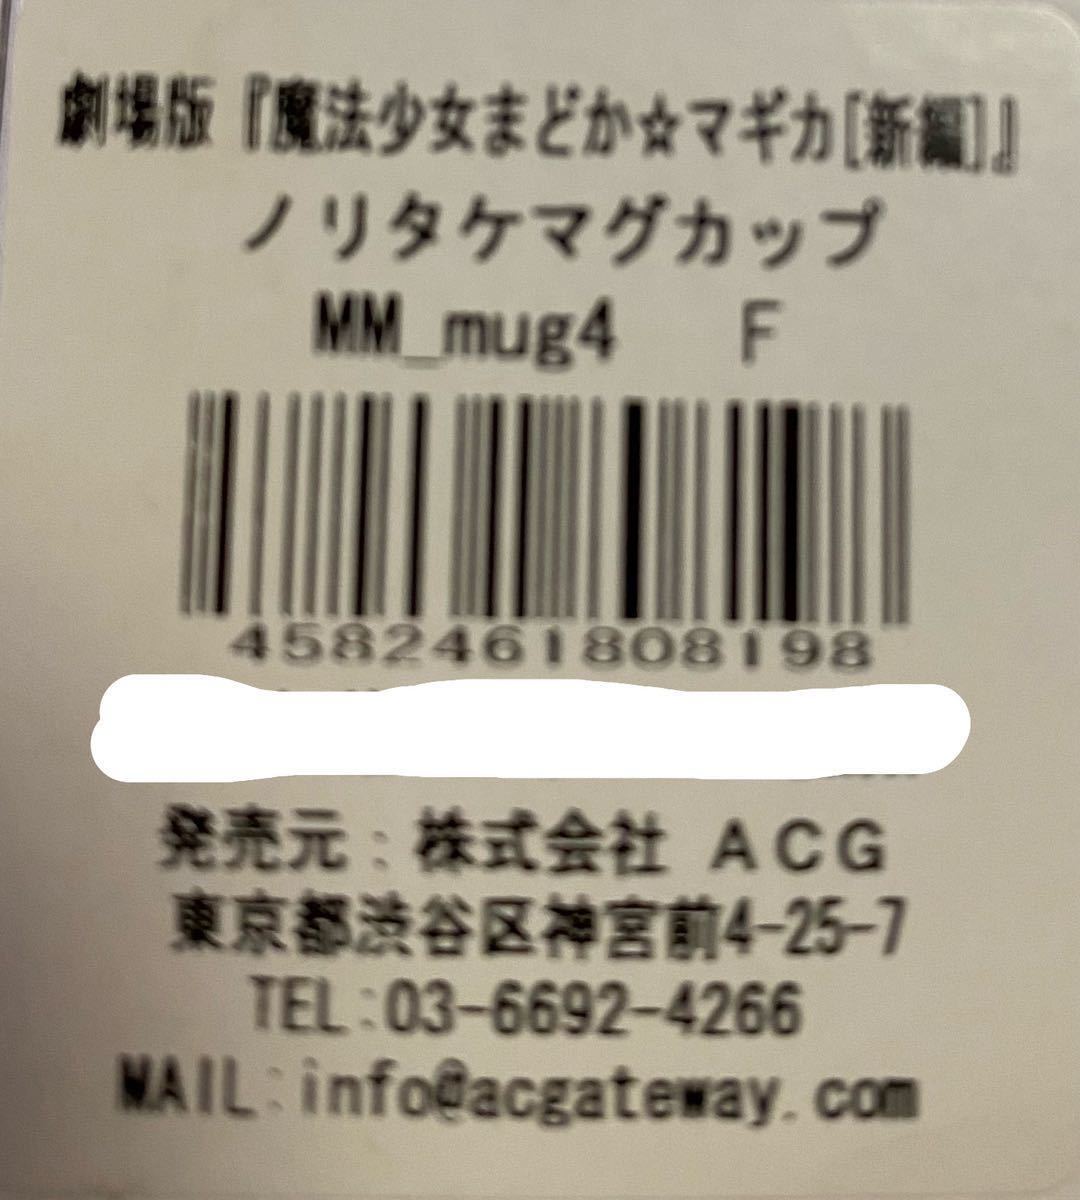 劇場版『魔法少女まどか☆マギカ[新編]』
ノリタケマグカップ
MM_mug4 F
4582461808198
発売元：株式会社 ACG
東京都渋谷区神宮前4-25-7
TEL:03-6692-4266
MAIL:info@acgateway.com